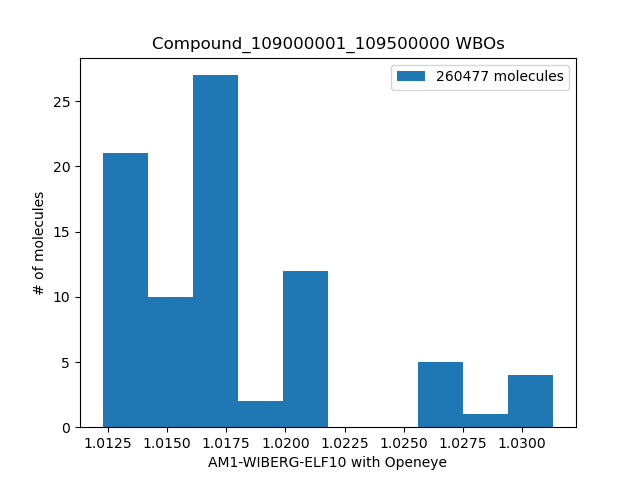 Compound_109000001_109500000 WBOs
260477 molecules
# of molecules
25
20
15
10
5
0
1.0125 1.0150 1.0175 1.0200 1.0225 1.0250 1.0275 1.0300
AM1-WIBERG-ELF10 with Openeye